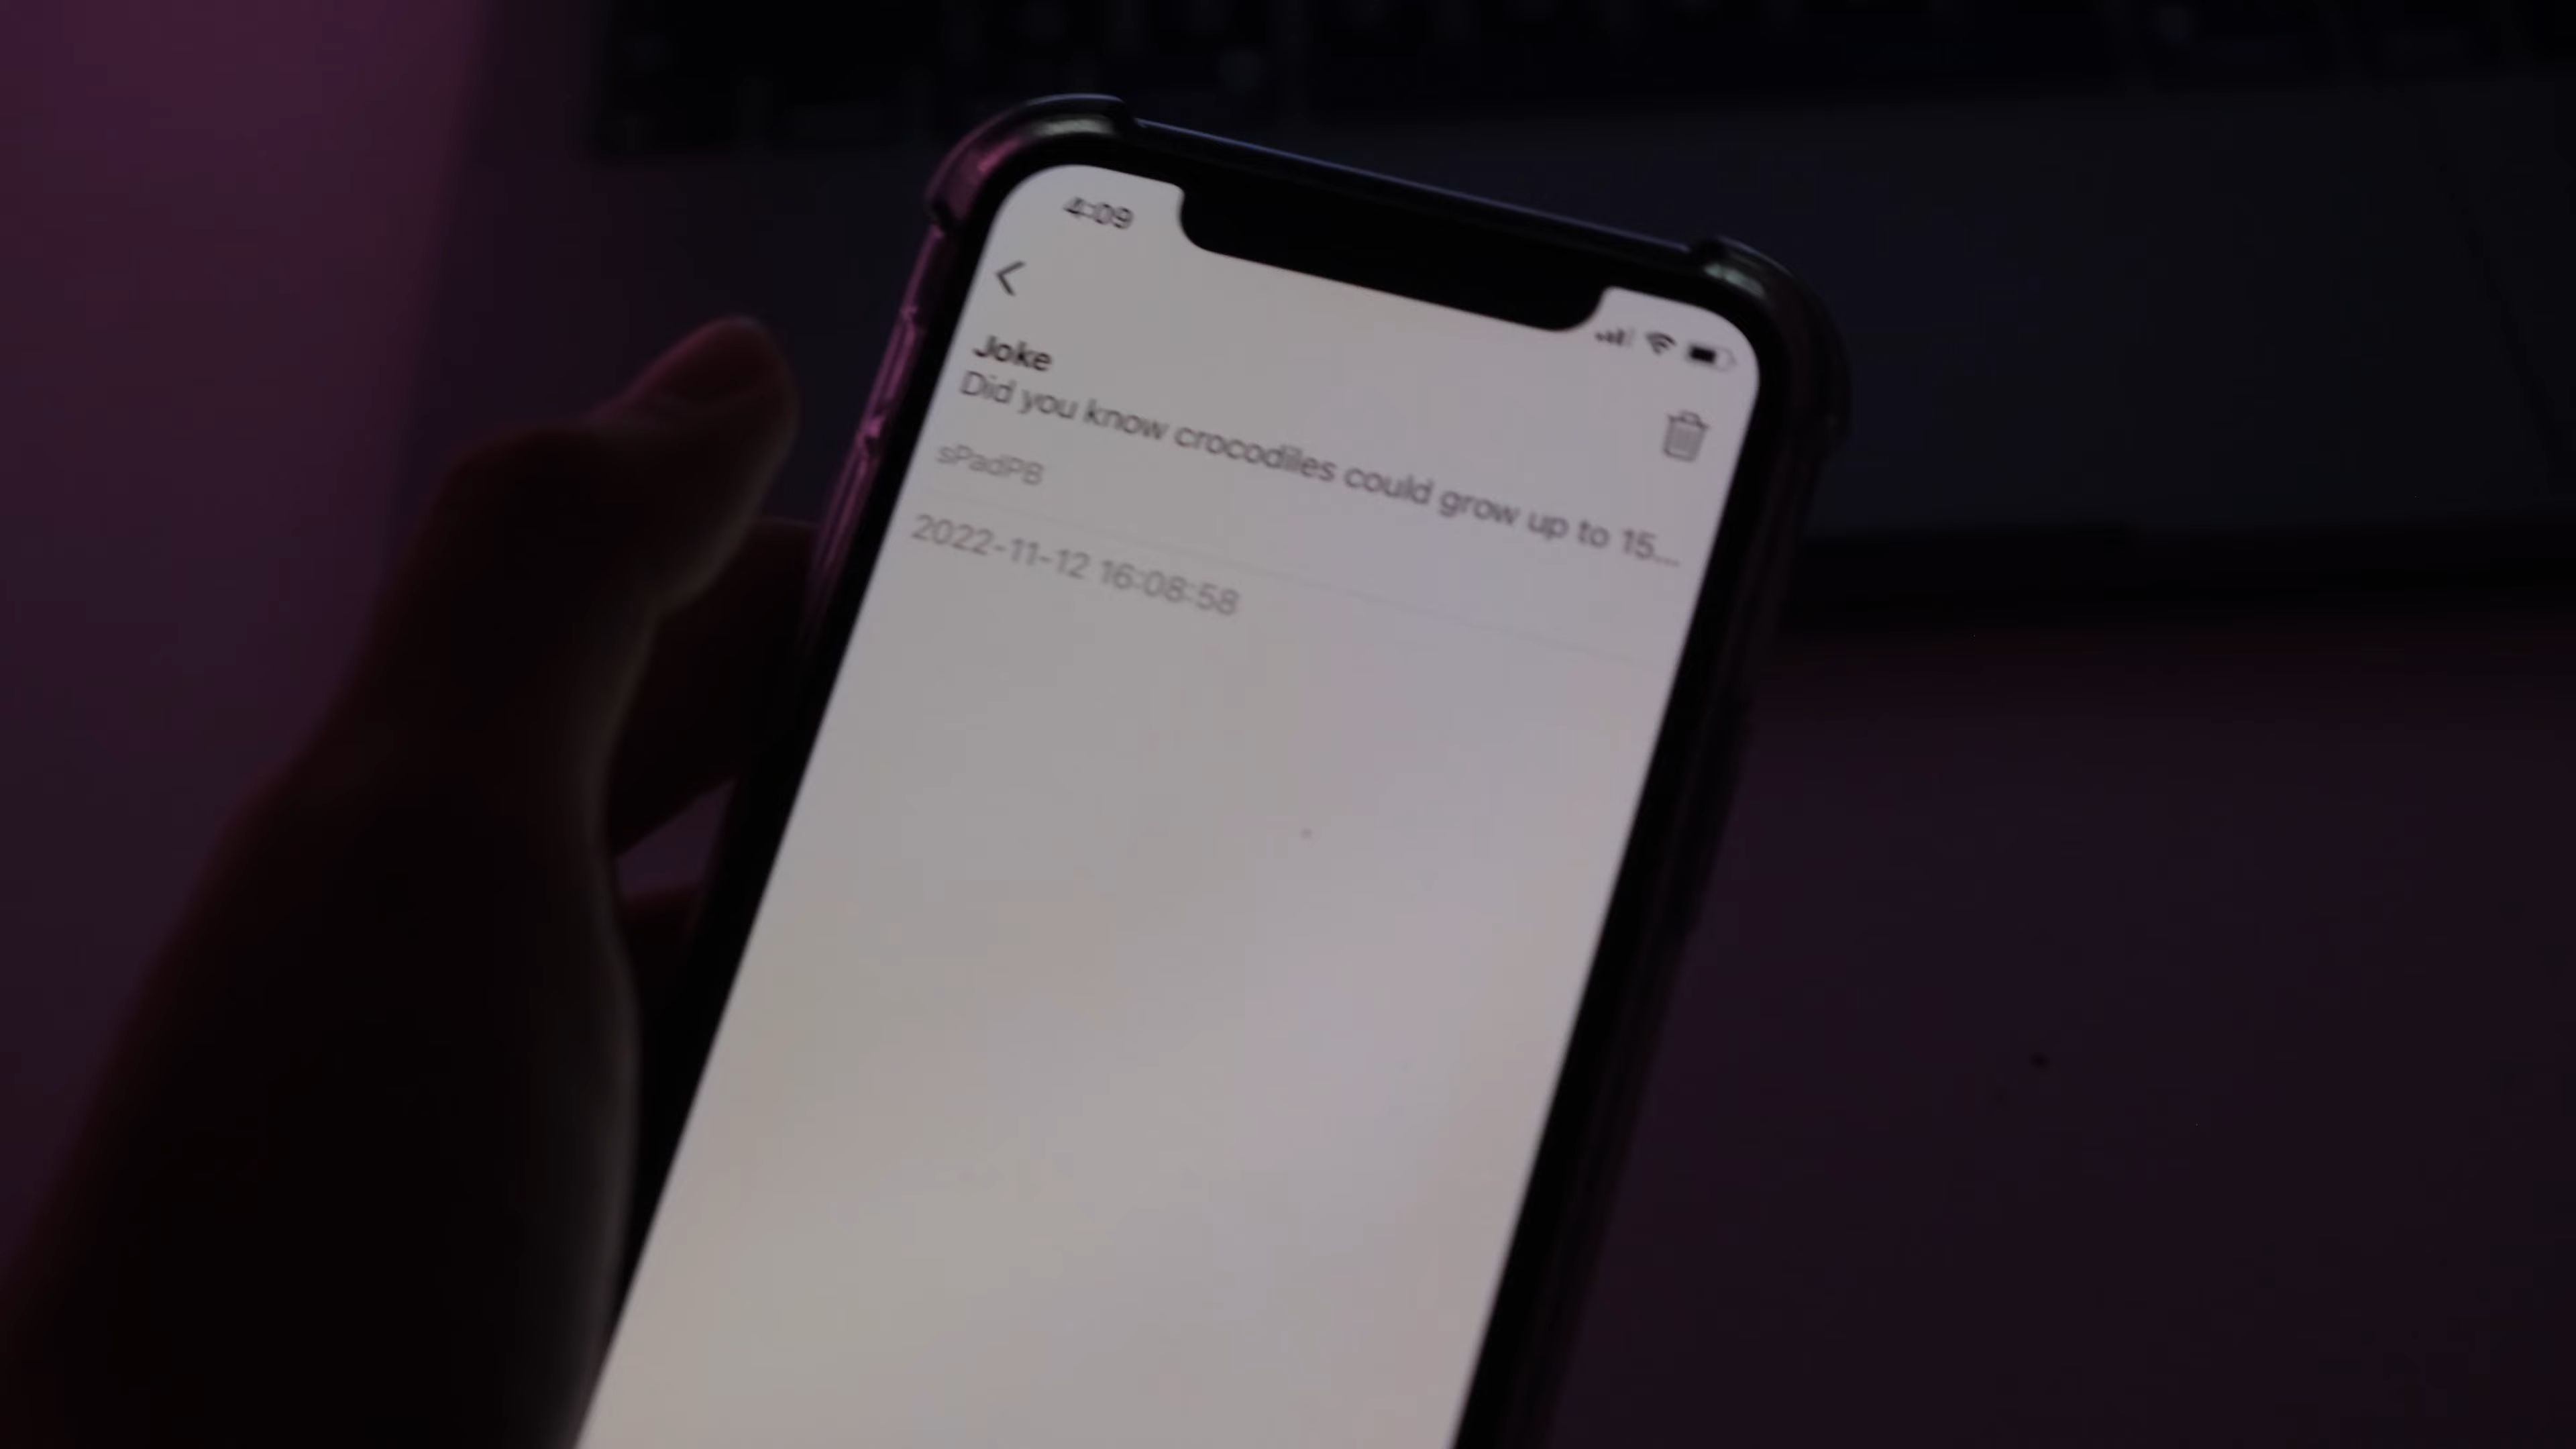 4:09
Joke
Did you know crocodiles could grow up to 15...
sPadPB
2022-11-12 16:08:58